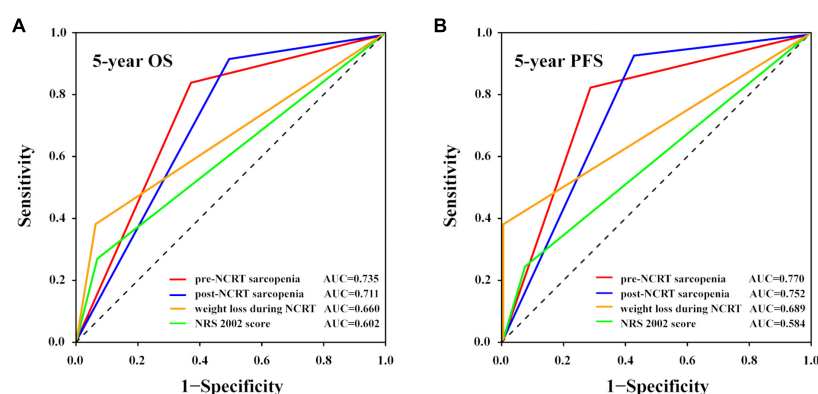 A
5-year OS
Sensitivity
1.0
0.8
0.6
0.4
0.2
0.0
pre-NCRT sarcopenia AUC=0.735
post-NCRT sarcopenia AUC=0.711
weight loss during NCRT AUC=0.660
NRS 2002 score AUC=0.602
0.0 0.2 0.4 0.6 0.8 1.0
1−Specificity
B
5-year PFS
Sensitivity
1.0
0.8
0.6
0.4
0.2
0.0
pre-NCRT sarcopenia AUC=0.770
post-NCRT sarcopenia AUC=0.752
weight loss during NCRT AUC=0.689
NRS 2002 score AUC=0.584
0.0 0.2 0.4 0.6 0.8 1.0
1−Specificity